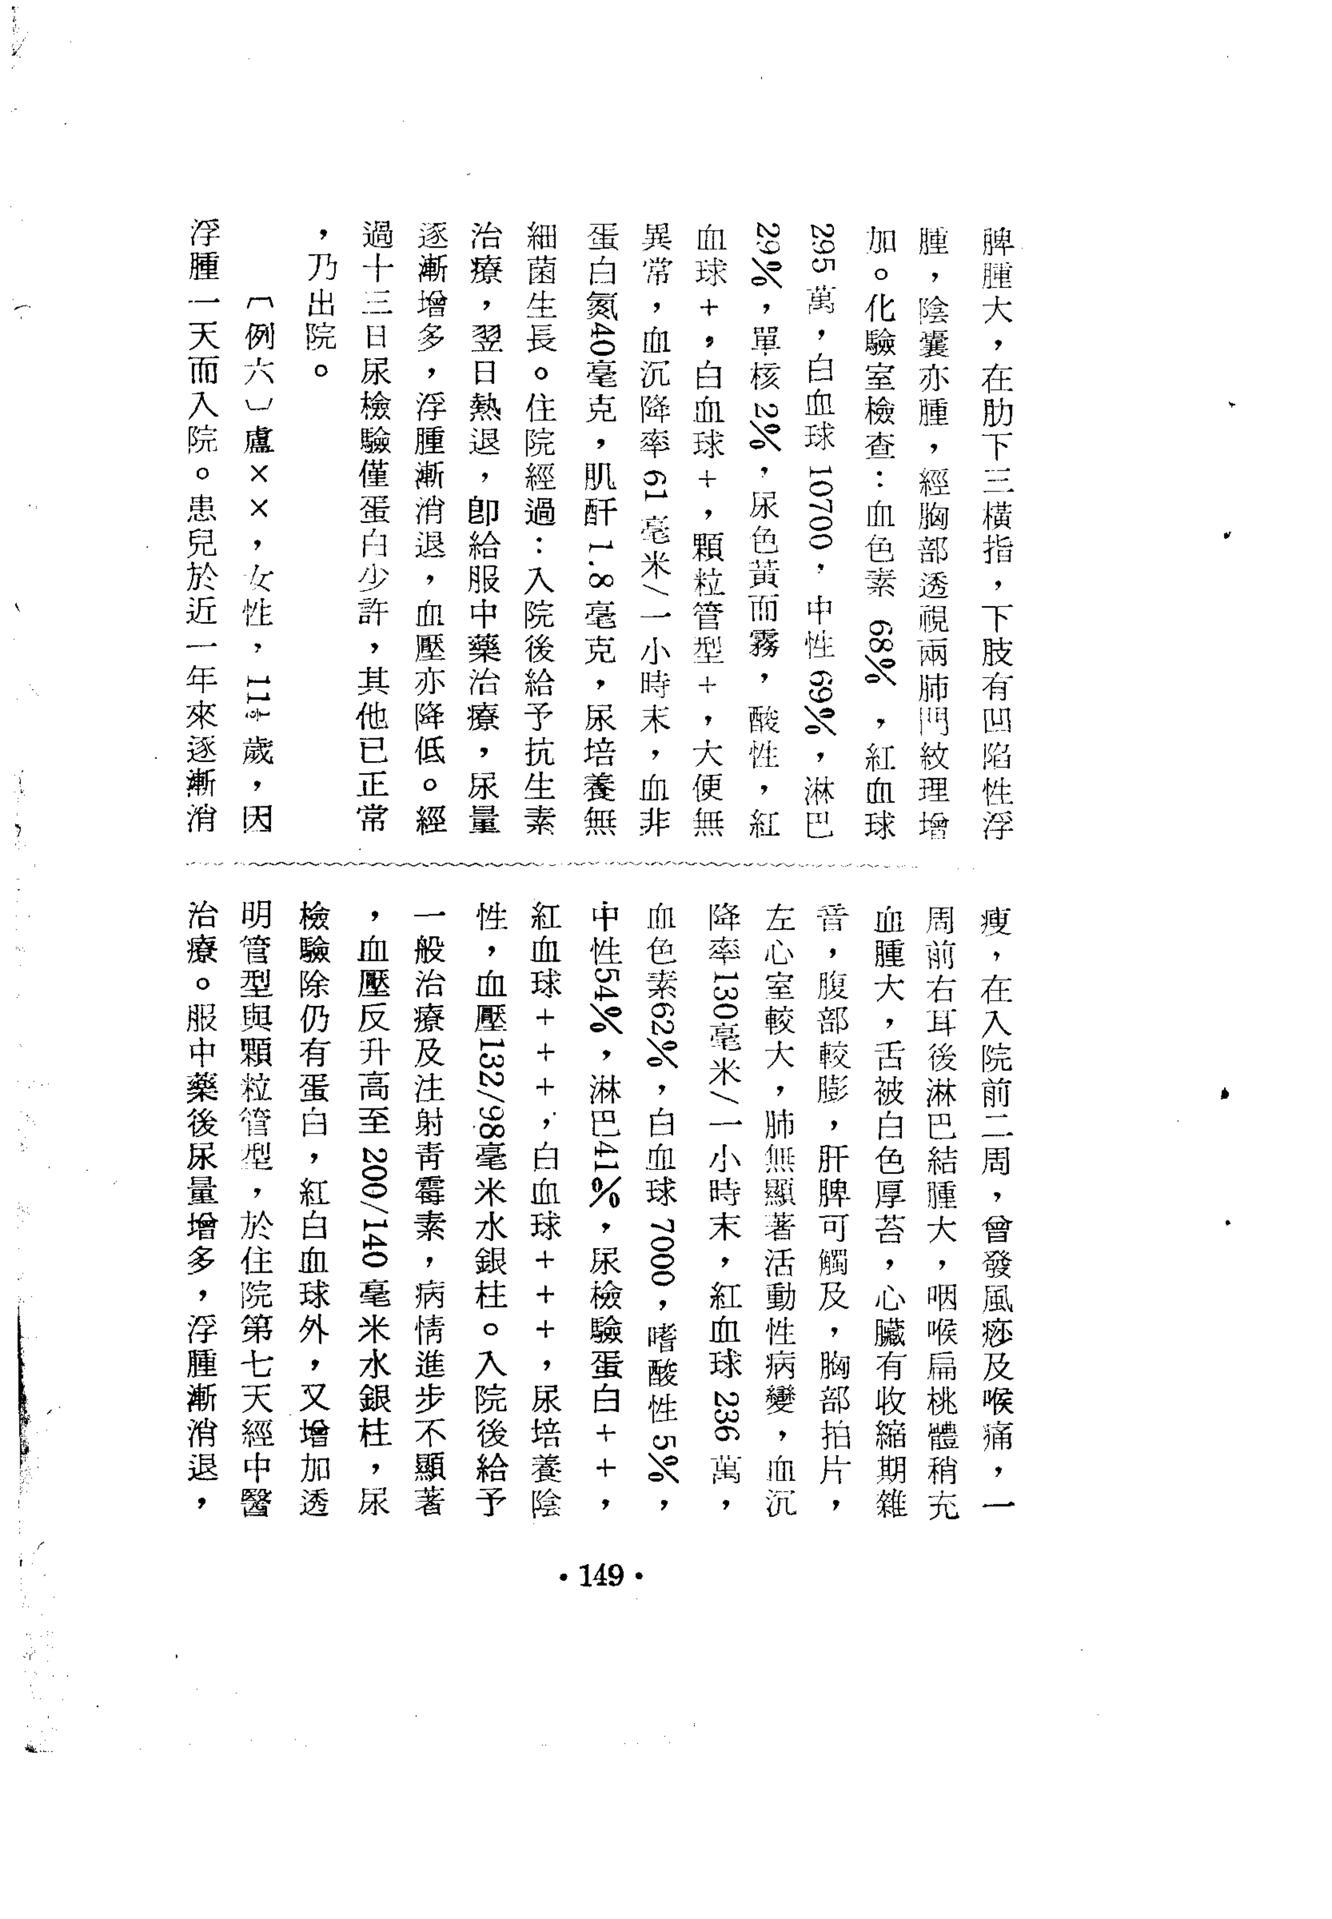 脾腫大，在肋下三橫指，下肢有凹陷性浮
腫，陰囊亦腫，經胸部透視兩肺門紋理增
加。化驗室檢查：血色素 68%，紅血球
295萬，白血球 10700，中性 69%，淋巴
29%，單核 2%，尿色黃而霧，酸性，紅
血球＋，白血球＋，顆粒管型＋，大便無
異常，血沉降率 61 毫米/一小時末，血非
蛋白氮40毫克，肌酐 1.8 毫克，尿培養無
細菌生長。住院經過：入院後給予抗生素
治療，翌日熱退，卽給服中藥治療，尿量
逐漸增多，浮腫漸消退，血壓亦降低。經
過十三日尿檢驗僅蛋白少許，其他已正常
，乃出院。
〔例六〕盧××，女性，11歲，因
浮腫一天而入院。患兒於近一年來逐漸消
瘦，在入院前二周，曾發風痧及喉痛，一
周前右耳後淋巴結腫大，咽喉扁桃體稍充
血腫大，舌被白色厚苔，心臟有收縮期雜
音，腹部較膨，肝脾可觸及，胸部拍片，
左心室較大，肺無顯著活動性病變，血沉
降率130毫米/一小時末，紅血球 236 萬，
血色素62%，白血球 7000，嗜酸性 5%，
中性54%，淋巴41%，尿檢驗蛋白＋＋，
紅血球＋＋＋，白血球＋＋＋，尿培養陰
性，血壓132/98毫米水銀柱。入院後給予
一般治療及注射靑霉素，病情進步不顯著
，血壓反升高至 200/140 毫米水銀柱，尿
檢驗除仍有蛋白，紅白血球外，又增加透
明管型與顆粒管型，於住院第七天經中醫
治療。服中藥後尿量增多，浮腫漸消退，
·149·